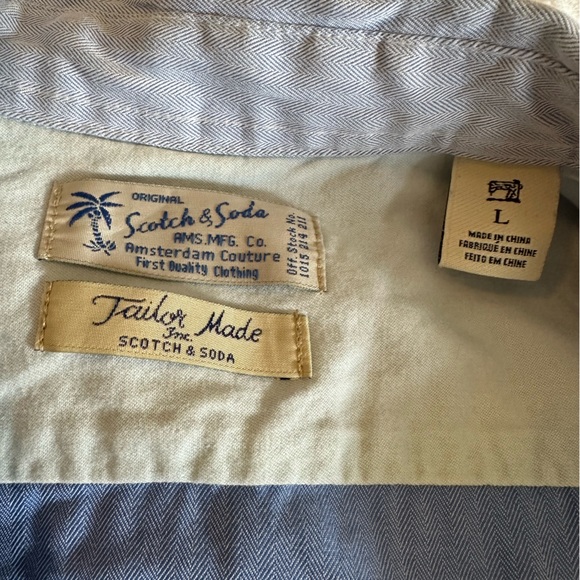 ORIGINAL
Scotch & Soda
AMS.MFG. Co.
Amsterdam Couture
First Quality Clothing
Off. Stock No.
1015 214 211
Tailor Made
Inc.
SCOTCH & SODA
L
MADE IN CHINA
FABRIQUE EN CHINE
FEITO EM CHINE